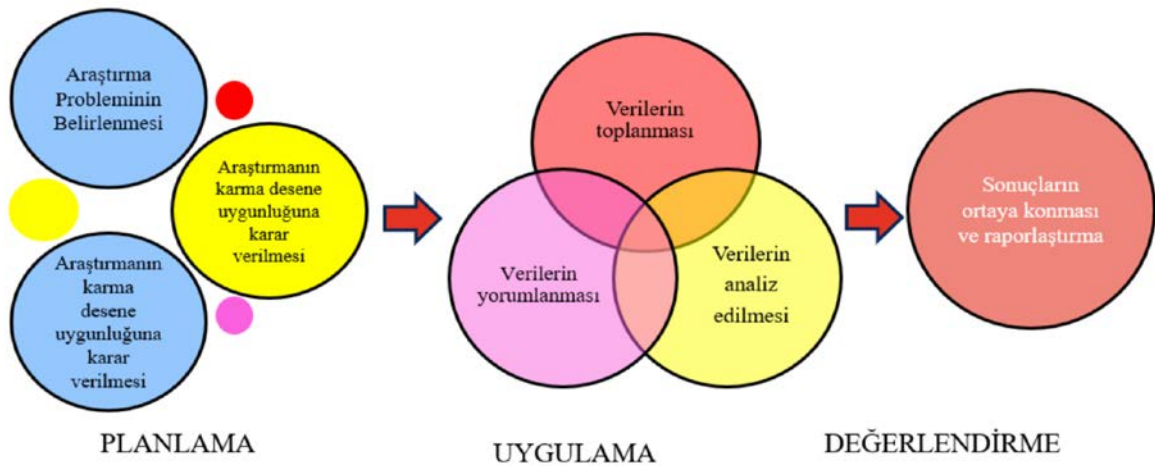 Araştırma
Probleminin
Belirlenmesi
Araştırmanın
karma desene
uygunluğuna
karar
verilmesi
Araştırmanın
karma
desene
uygunluğuna
karar
verilmesi
PLANLAMA
Verilerin
toplanması
Verilerin
yorumlanması
Verilerin
analiz
edilmesi
UYGULAMA
Sonuçların
ortaya konması
ve raporlaştırma
DEĞERLENDİRME